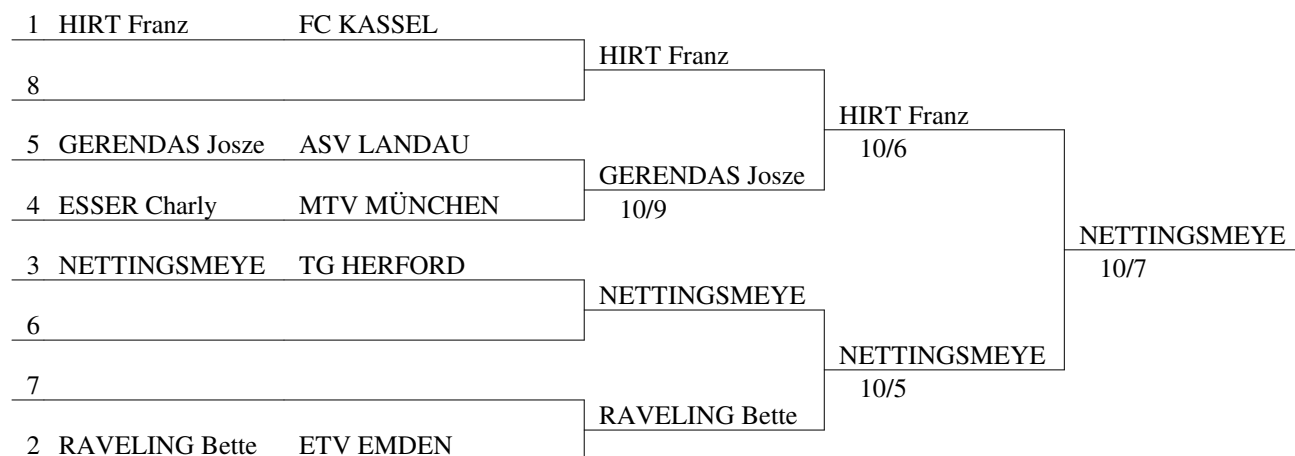 1 HIRT Franz FC KASSEL
HIRT Franz
8
HIRT Franz
10/6
5 GERENDAS Josze ASV LANDAU
GERENDAS Josze
10/9
4 ESSER Charly MTV MÜNCHEN
NETTINGSMEYE
10/7
3 NETTINGSMEYE TG HERFORD
NETTINGSMEYE
6
NETTINGSMEYE
10/5
7
RAVELING Bette
2 RAVELING Bette ETV EMDEN